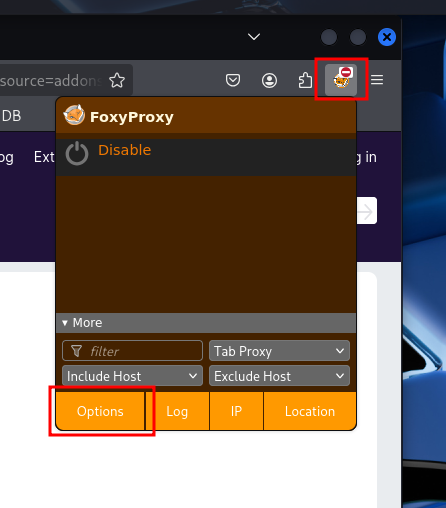 source=addon
DB
og
Ext
g in
FoxyProxy
Disable
▾ More
filter
Tab Proxy
Include Host
Exclude Host
Options
Log
IP
Location